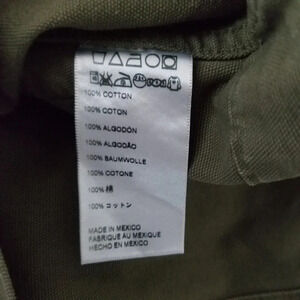 100% COTTON
100% COTON
100% ALGODÓN
100% ALGODÃO
100% BAUMWOLLE
100% COTONE
100% 棉
100% コットン
MADE IN MEXICO
FABRIQUÉ AU MEXIQUE
HECHO EN MÉXICO